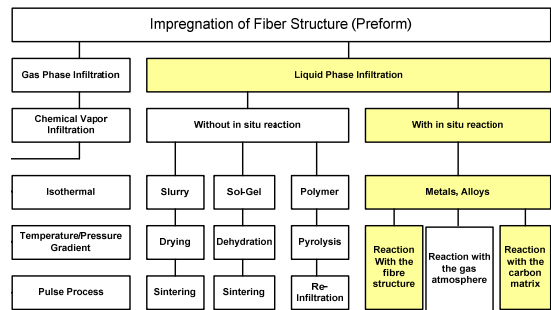 Impregnation of Fiber Structure (Preform)
Gas Phase Infiltration
Liquid Phase Infiltration
Chemical Vapor
Infiltration
Without in situ reaction
With in situ reaction
Isothermal
Slurry
Sol-Gel
Polymer
Metals, Alloys
Temperature/Pressure
Gradient
Drying
Dehydration
Pyrolysis
Reaction
With the
fibre
structure
Reaction with
the gas
atmosphere
Reaction
with the
carbon
matrix
Pulse Process
Sintering
Sintering
Re-
Infiltration